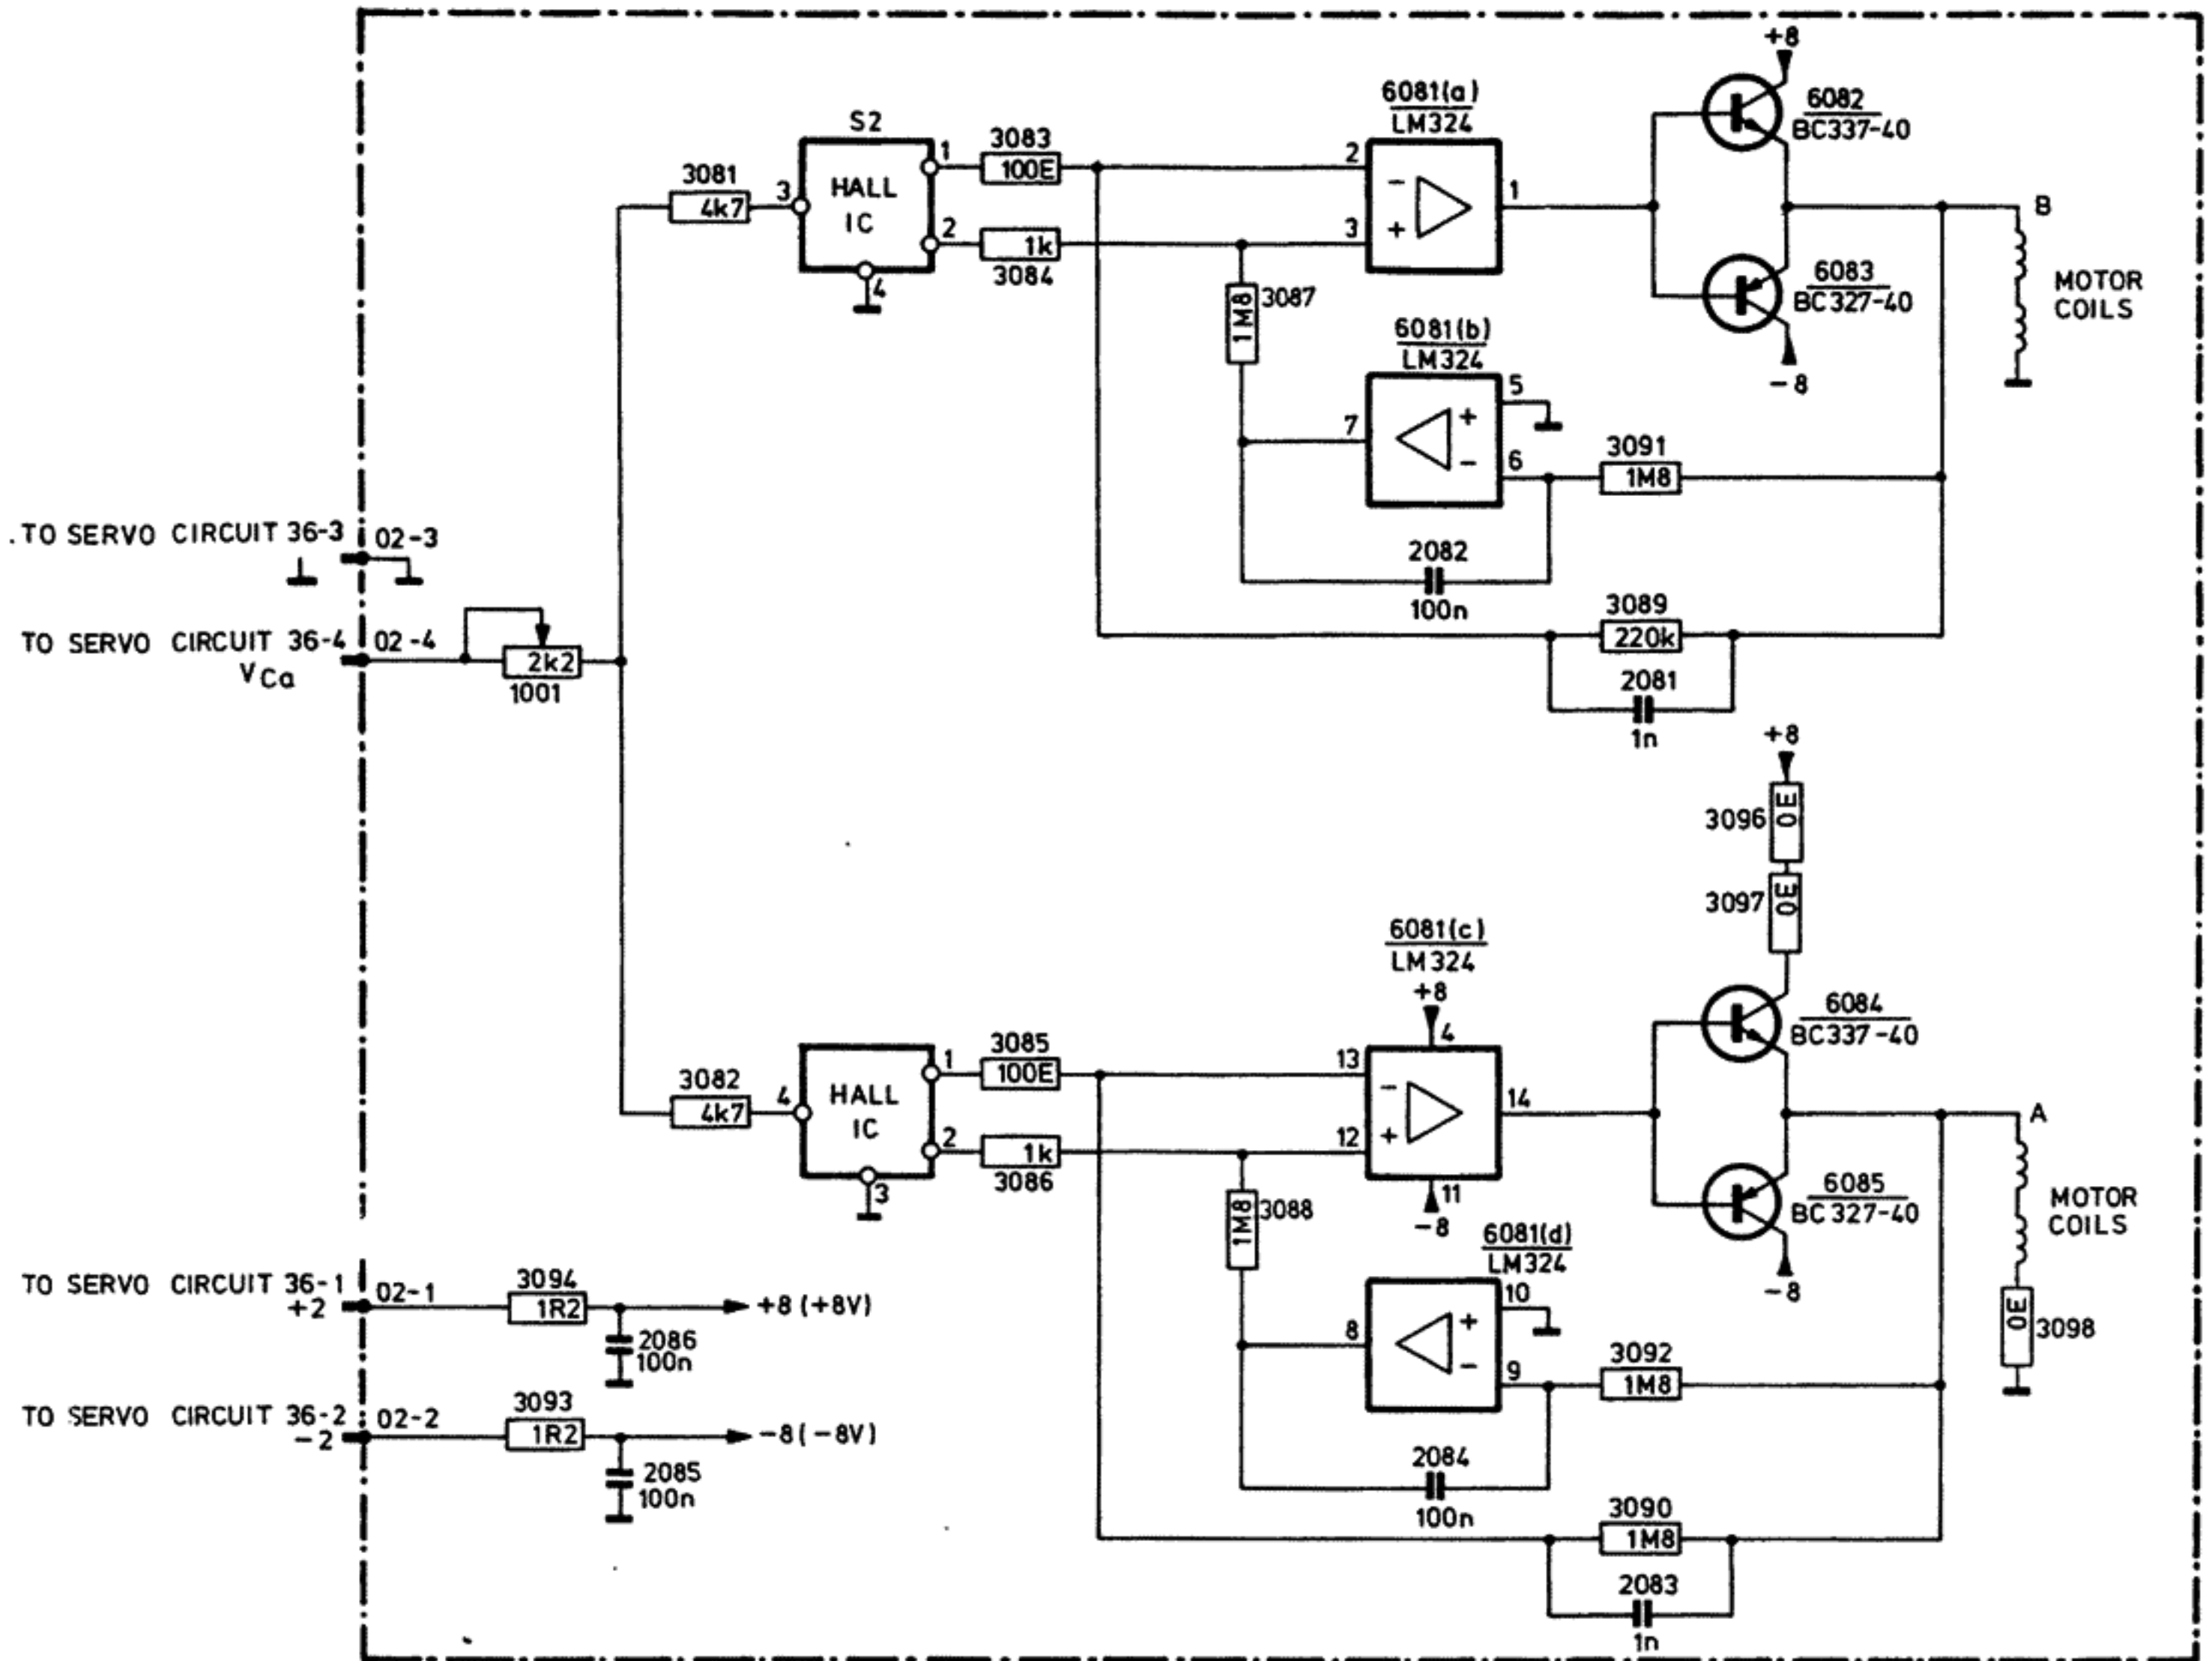 +8
6082
BC337-40
6081(a)
LM324
S2
3083
1
100E
3081
4k7
3
HALL
IC
2
1k
3084
4
2
-
3
+
1
B
6083
BC327-40
-8
MOTOR
COILS
3087
1M8
6081(b)
LM324
5
+
7
-
6
3091
1M8
2082
100n
3089
220k
2081
1n
.TO SERVO CIRCUIT 36-3
02-3
TO SERVO CIRCUIT 36-4
02-4
VCa
2k2
1001
+8
3096
0E
3097
0E
6081(c)
LM324
+8
4
6084
BC337-40
3085
1
100E
3082
4k7
4
HALL
IC
2
1k
3086
3
13
-
12
+
14
A
11
-8
6085
BC327-40
-8
MOTOR
COILS
0E
3098
3088
1M8
6081(d)
LM324
10
+
8
-
9
3092
1M8
2084
100n
3090
1M8
2083
1n
TO SERVO CIRCUIT 36-1
+2
02-1
3094
1R2
+8 (+8V)
2086
100n
TO SERVO CIRCUIT 36-2
-2
02-2
3093
1R2
-8 (-8V)
2085
100n